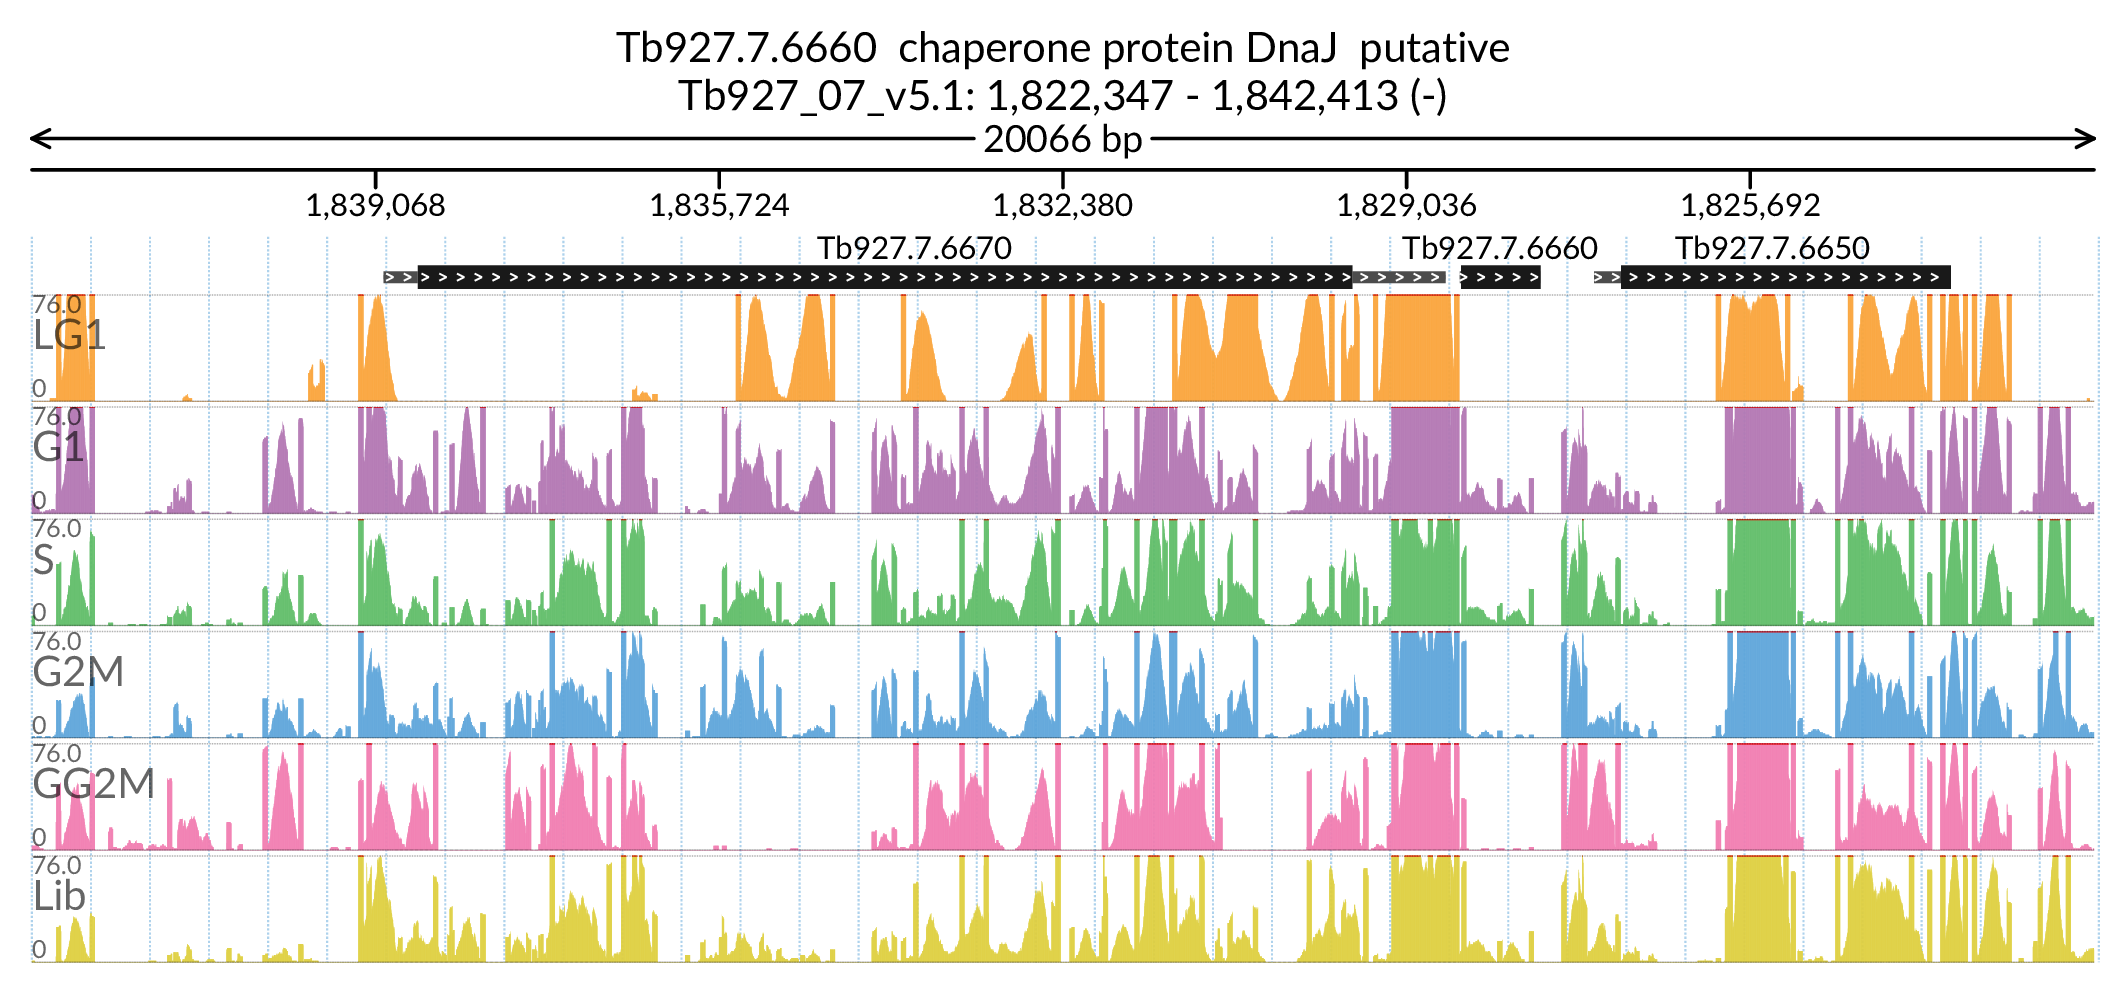 Tb927.7.6660  chaperone protein DnaJ  putative
Tb927_07_v5.1: 1,822,347 - 1,842,413 (-)
20066 bp
1,839,068 1,835,724 1,832,380 1,829,036 1,825,692
Tb927.7.6670 Tb927.7.6660 Tb927.7.6650
76.0
LG1
0
76.0
G1
0
76.0
S
0
76.0
G2M
0
76.0
GG2M
0
76.0
Lib
0